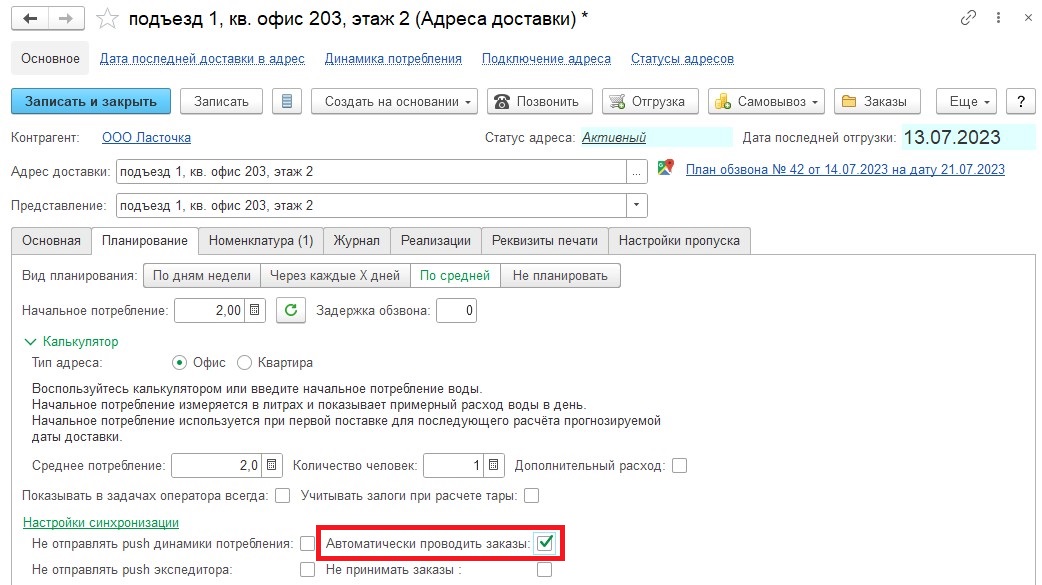 подъезд 1, кв. офис 203, этаж 2 (Адреса доставки) *
Основное Дата последней доставки в адрес Динамика потребления Подключение адреса Статусы адресов
Записать и закрыть Записать Создать на основании Позвонить Отгрузка Самовывоз Заказы Еще ?
Контрагент: ООО Ласточка Статус адреса: Активный Дата последней отгрузки: 13.07.2023
Адрес доставки: подъезд 1, кв. офис 203, этаж 2 ... План обзвона № 42 от 14.07.2023 на дату 21.07.2023
Представление: подъезд 1, кв. офис 203, этаж 2
Основная Планирование Номенклатура (1) Журнал Реализации Реквизиты печати Настройки пропуска
Вид планирования: По дням недели Через каждые X дней По средней Не планировать
Начальное потребление: 2,00 Задержка обзвона: 0
Калькулятор
Тип адреса: Офис Квартира
Воспользуйтесь калькулятором или введите начальное потребление воды.
Начальное потребление измеряется в литрах и показывает примерный расход воды в день.
Начальное потребление используется при первой поставке для последующего расчёта прогнозируемой
даты доставки.
Среднее потребление: 2,0 Количество человек: 1 Дополнительный расход:
Показывать в задачах оператора всегда: Учитывать залоги при расчете тары:
Настройки синхронизации
Не отправлять push динамики потребления: Автоматически проводить заказы:
Не отправлять push экспедитора: Не принимать заказы :